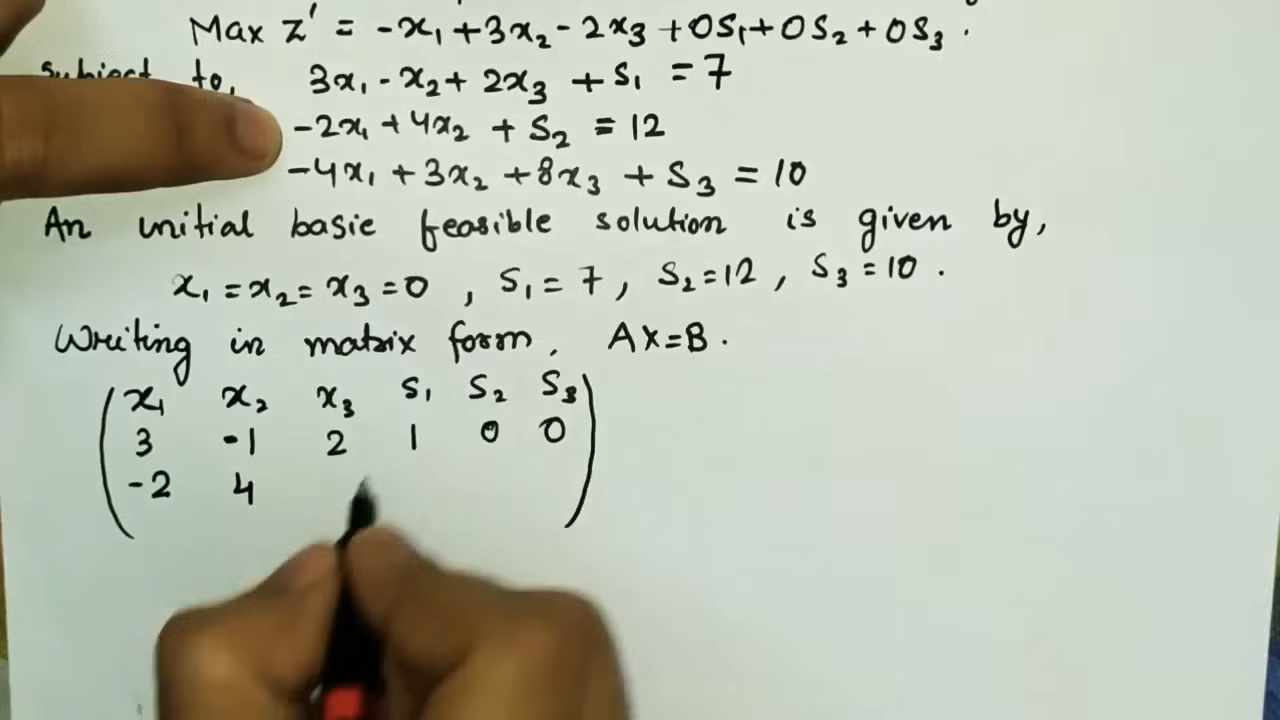 Max Z' = -x₁ + 3x₂ - 2x₃ + 0S₁ + 0S₂ + 0S₃ .
subject to, 3x₁ - x₂ + 2x₃ + S₁ = 7
-2x₁ + 4x₂ + S₂ = 12
-4x₁ + 3x₂ + 8x₃ + S₃ = 10
An initial basic feasible solution is given by,
x₁ = x₂ = x₃ = 0 , S₁ = 7 , S₂ = 12 , S₃ = 10 .
Writing in matrix form, AX = B .
x₁ x₂ x₃ S₁ S₂ S₃
3 -1 2 1 0 0
-2 4